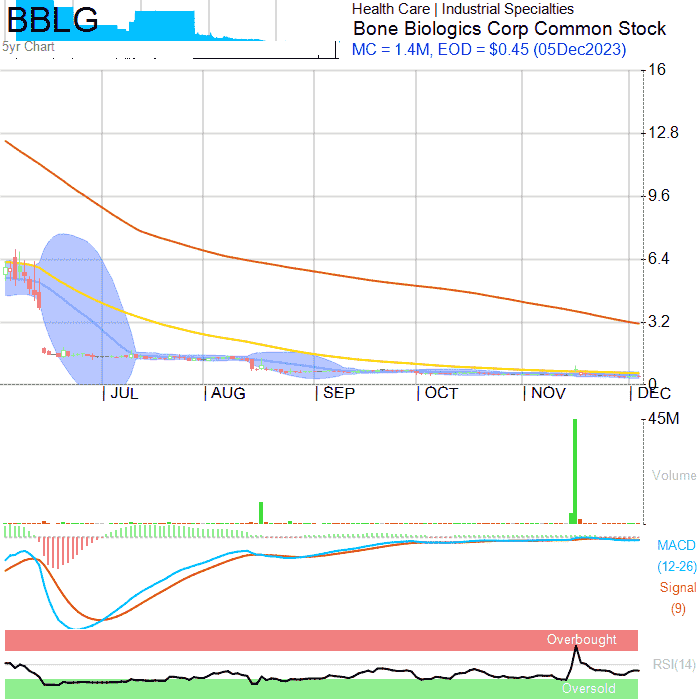 BBLG
5yr Chart
Health Care | Industrial Specialties
Bone Biologics Corp Common Stock
MC = 1.4M, EOD = $0.45 (05Dec2023)
16
12.8
9.6
6.4
3.2
0
JUL AUG SEP OCT NOV DEC
45M
Volume
MACD
(12-26)
Signal
(9)
Overbought
RSI(14)
Oversold